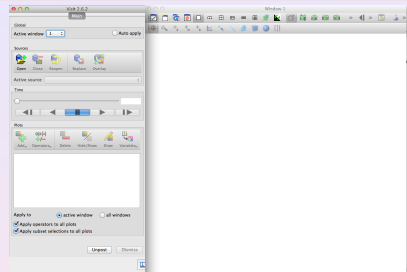 VisIt 2.6.2
Main
Global
Active window 1
Auto apply
Sources
Open Close Reopen Replace Overlay
Active source
Time
Plots
Add Operators Delete Hide/Show Draw Variables
Apply to active window all windows
Apply operators to all plots
Apply subset selections to all plots
Unpost Dismiss
Window 1